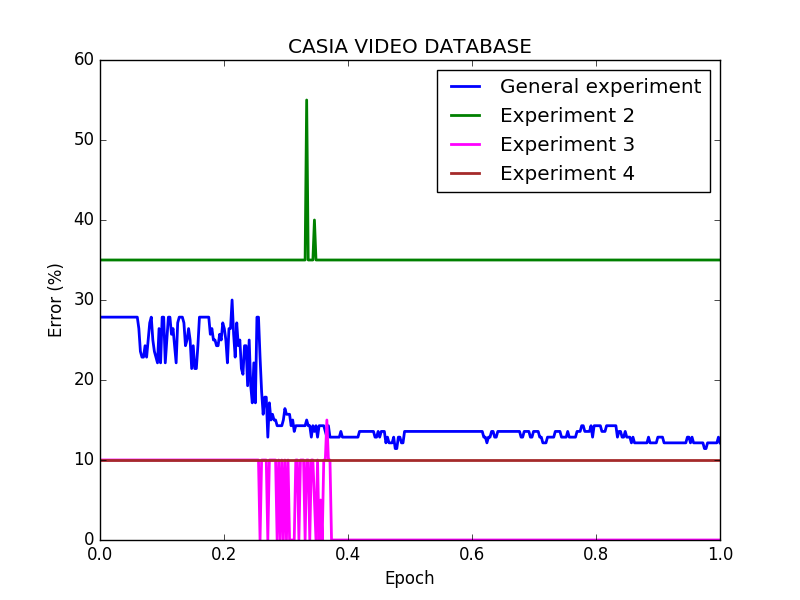 CASIA VIDEO DATABASE
General experiment
Experiment 2
Experiment 3
Experiment 4
Error (%)
60
50
40
30
20
10
0
0.0 0.2 0.4 0.6 0.8 1.0
Epoch